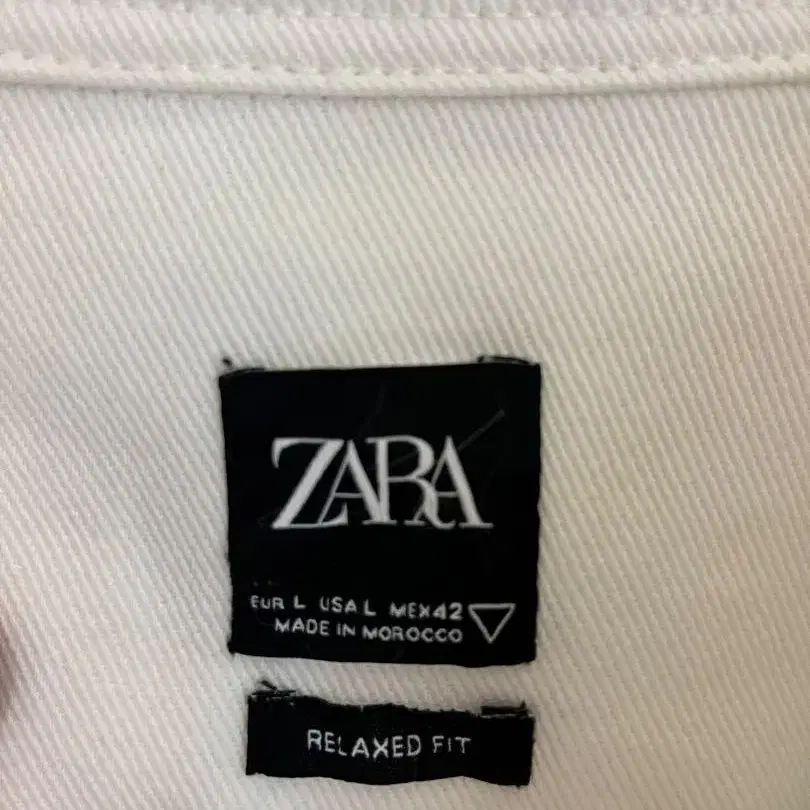 ZARA
EUR L USA L MEX 42
MADE IN MOROCCO
RELAXED FIT